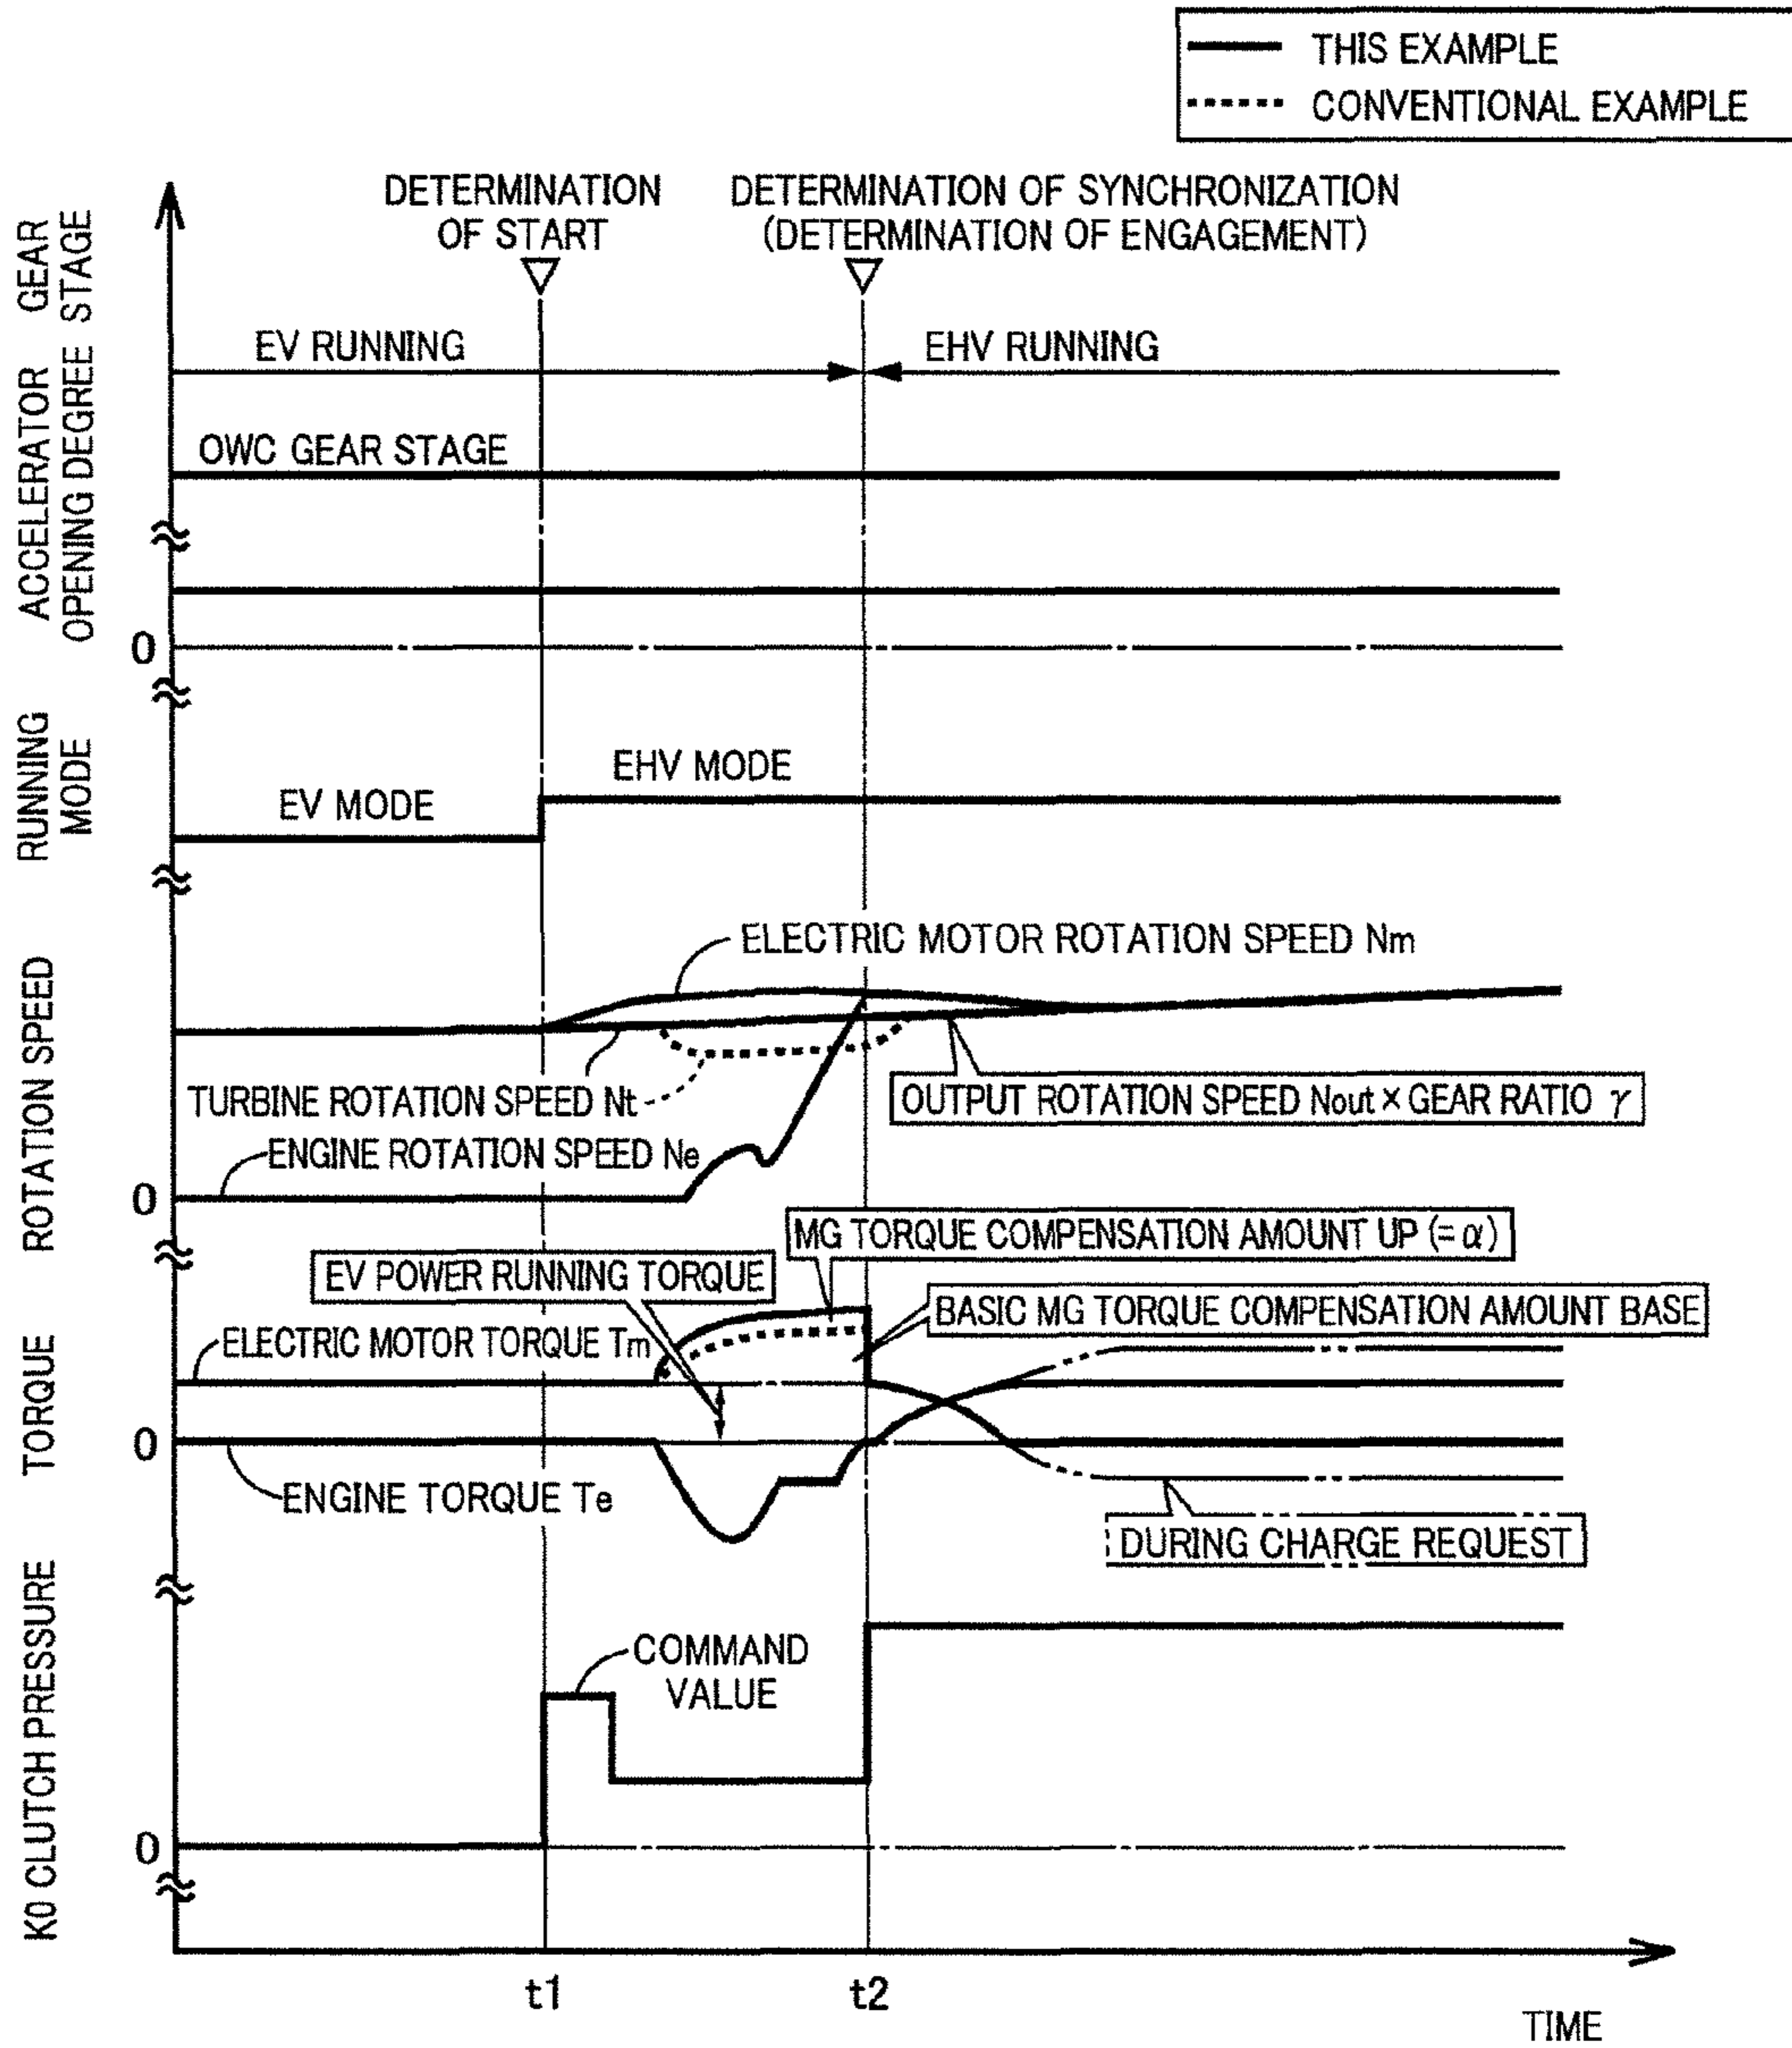 THIS EXAMPLE
CONVENTIONAL EXAMPLE
DETERMINATION
OF START
DETERMINATION OF SYNCHRONIZATION
(DETERMINATION OF ENGAGEMENT)
GEAR
STAGE
EV RUNNING
EHV RUNNING
OWC GEAR STAGE
ACCELERATOR
OPENING DEGREE
0
RUNNING
MODE
EHV MODE
EV MODE
ROTATION SPEED
ELECTRIC MOTOR ROTATION SPEED Nm
TURBINE ROTATION SPEED Nt
OUTPUT ROTATION SPEED Nout × GEAR RATIO γ
ENGINE ROTATION SPEED Ne
0
TORQUE
MG TORQUE COMPENSATION AMOUNT UP (= α)
EV POWER RUNNING TORQUE
BASIC MG TORQUE COMPENSATION AMOUNT BASE
ELECTRIC MOTOR TORQUE Tm
0
ENGINE TORQUE Te
DURING CHARGE REQUEST
K0 CLUTCH PRESSURE
COMMAND
VALUE
0
t1
t2
TIME